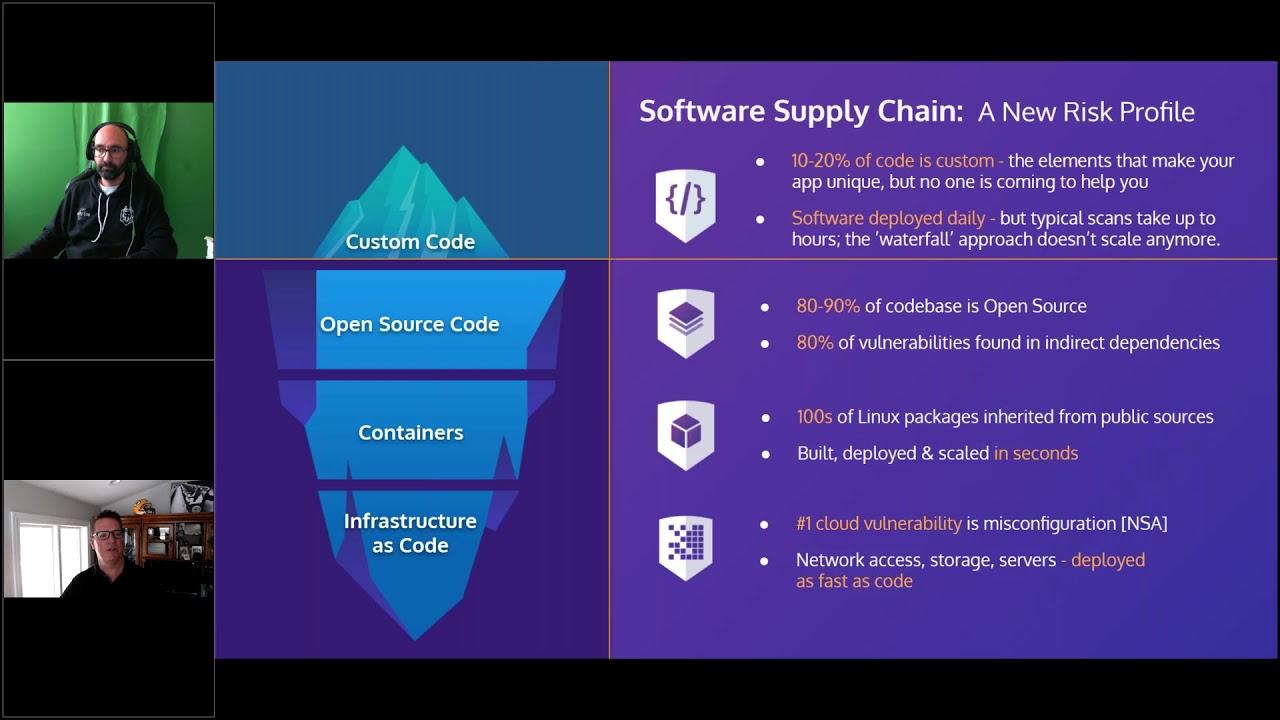 Software Supply Chain: A New Risk Profile
Custom Code
● 10-20% of code is custom - the elements that make your
app unique, but no one is coming to help you
● Software deployed daily - but typical scans take up to
hours; the ‘waterfall’ approach doesn’t scale anymore.
{/}
Open Source Code
● 80-90% of codebase is Open Source
● 80% of vulnerabilities found in indirect dependencies
Containers
● 100s of Linux packages inherited from public sources
● Built, deployed & scaled in seconds
Infrastructure
as Code
● #1 cloud vulnerability is misconfiguration [NSA]
● Network access, storage, servers - deployed
as fast as code